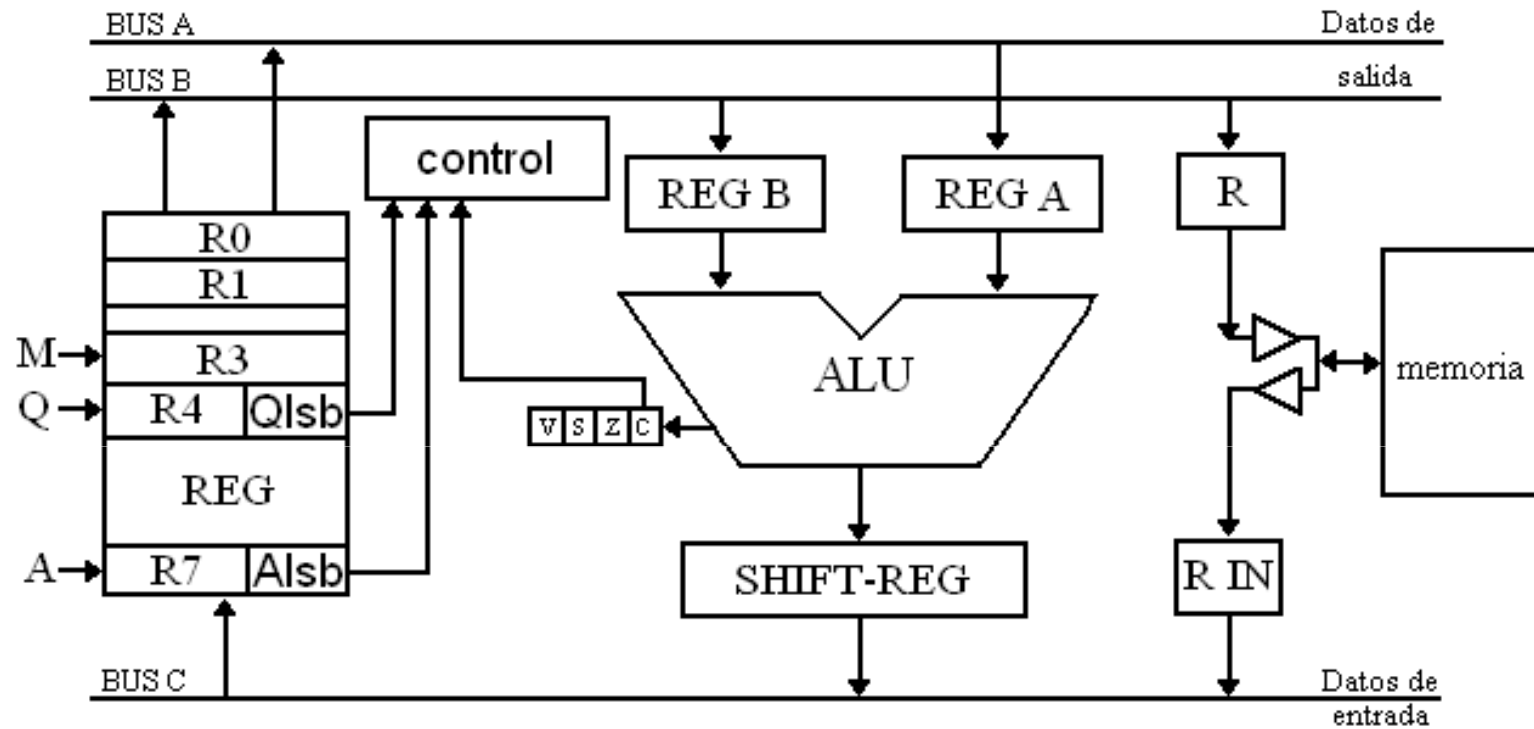 BUS A
Datos de
BUS B
salida
control
REG B
REG A
R
R0
R1
M
R3
Q
R4
Qlsb
ALU
memoria
V S Z C
REG
A
R7
Alsb
SHIFT-REG
R IN
BUS C
Datos de
entrada